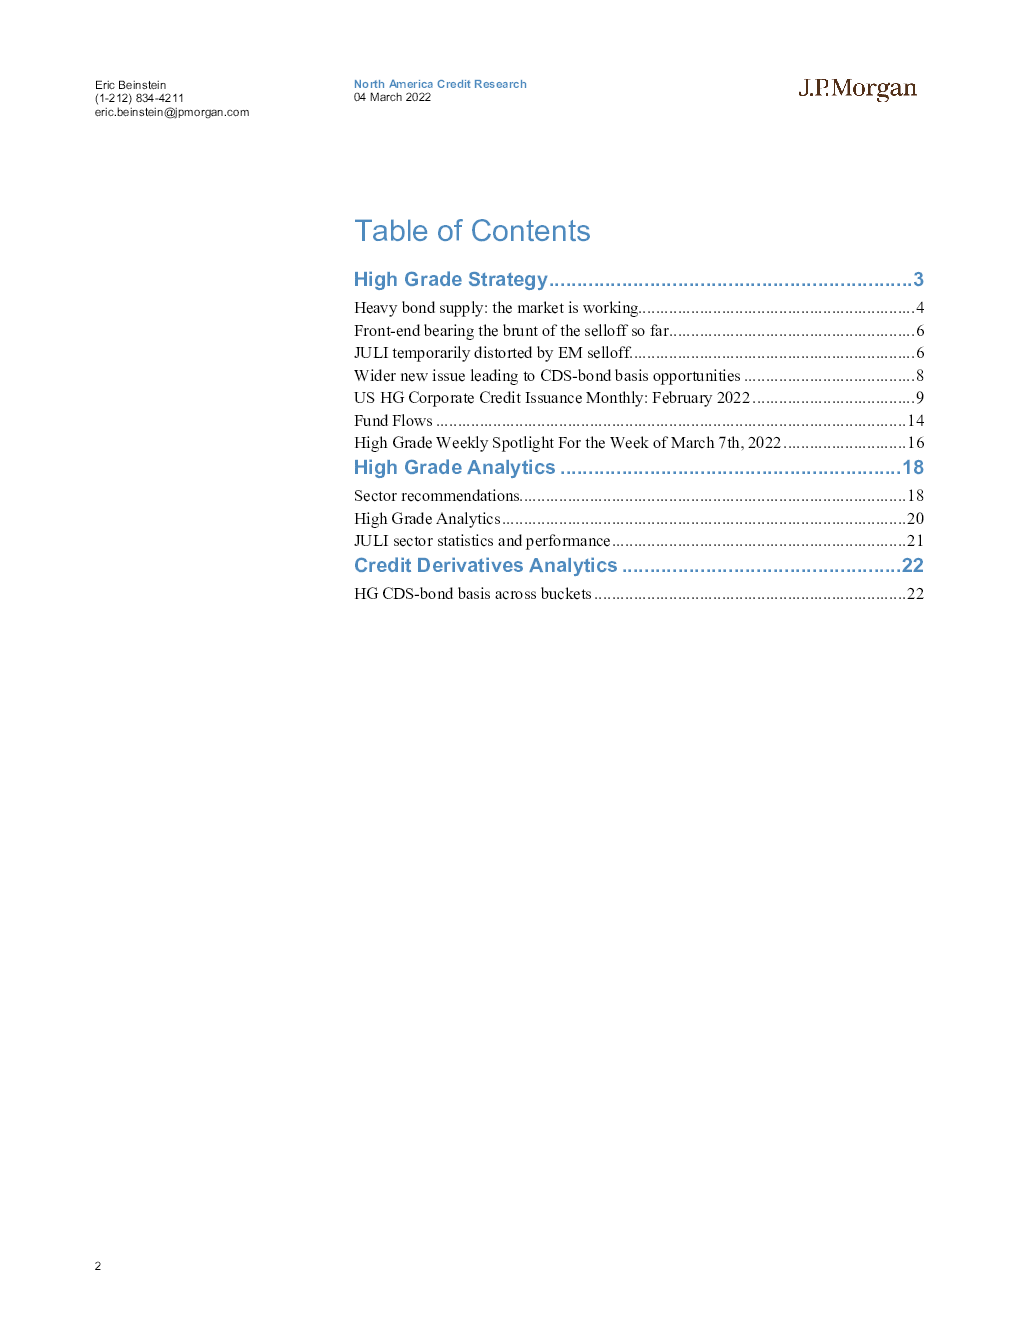 Eric Beinstein
(1-212) 834-4211
eric.beinstein@jpmorgan.com
North America Credit Research
04 March 2022
J.P.Morgan
Table of Contents
High Grade Strategy.................................................................3
Heavy bond supply: the market is working...............................................................4
Front-end bearing the brunt of the selloff so far........................................................6
JULI temporarily distorted by EM selloff.................................................................6
Wider new issue leading to CDS-bond basis opportunities .......................................8
US HG Corporate Credit Issuance Monthly: February 2022.....................................9
Fund Flows ............................................................................................................14
High Grade Weekly Spotlight For the Week of March 7th, 2022............................16
High Grade Analytics .............................................................18
Sector recommendations........................................................................................18
High Grade Analytics............................................................................................20
JULI sector statistics and performance...................................................................21
Credit Derivatives Analytics ..................................................22
HG CDS-bond basis across buckets.......................................................................22
2